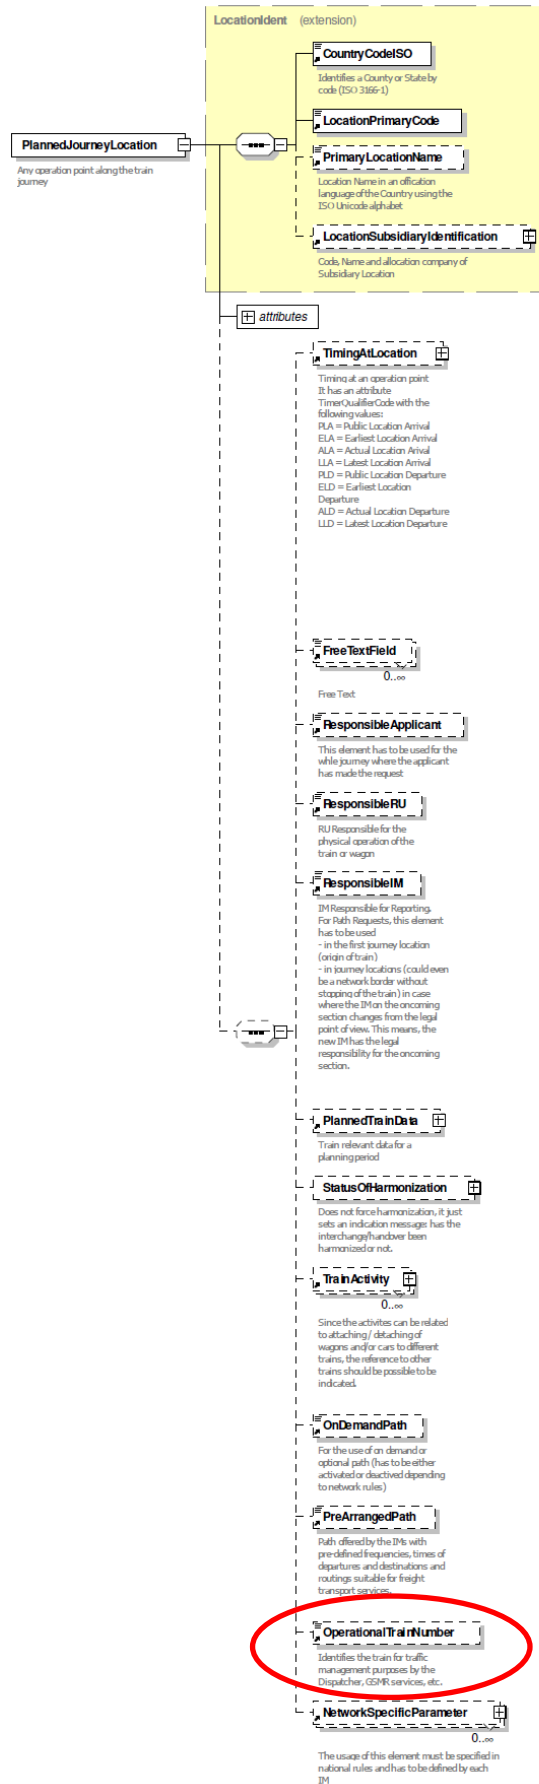 LocationIdent (extension)
CountryCodeISO
Identifies a County or State by
code (ISO 3166-1)
LocationPrimaryCode
PlannedJourneyLocation
Any operation point along the train
journey
PrimaryLocationName
Location Name in an offication
language of the Country using the
ISO Unicode alphabet
LocationSubsidiaryIdentification
Code, Name and allocation company of
Subsidiary Location
attributes
TimingAtLocation
Timing at an operation point
It has an attribute
TimerQualifierCode with the
following values:
PLA = Public Location Arrival
ELA = Earliest Location Arrival
ALA = Actual Location Arival
LLA = Latest Location Arrival
PLD = Public Location Departure
ELD = Earliest Location
Departure
ALD = Actual Location Departure
LLD = Latest Location Departure
FreeTextField
0..∞
Free Text
ResponsibleApplicant
This element has to be used for the
whle journey where the applicant
has made the request
ResponsibleRU
RU Responsible for the
physical operation of the
train or wagon
ResponsibleIM
IM Responsible for Reporting.
For Path Requests, this element
has to be used
- in the first journey location
(origin of train)
- in journey locations (could even
be a network border without
stopping of the train) in case
where the IM on the oncoming
section changes from the legal
point of view. This means, the
new IM has the legal
responsibility for the oncoming
section.
PlannedTrainData
Train relevant data for a
planning period
StatusOfHarmonization
Does not force harmonization, it just
sets an indication message: has the
interchange/handover been
harmonized or not.
TrainActivity
0..∞
Since the activites can be related
to attaching / detaching of
wagons and/or cars to different
trains, the reference to other
trains should be possible to be
indicated.
OnDemandPath
For the use of on demand or
optional path (has to be either
activated or deactived depending
to network rules)
PreArrangedPath
Path offered by the IMs with
pre-defined frequencies, times of
departures and destinations and
routings suitable for freight
transport services.
OperationalTrainNumber
Identifies the train for traffic
management purposes by the
Dispatcher, GSMR services, etc.
NetworkSpecificParameter
0..∞
The usage of this element must be specified in
national rules and has to be defined by each
IM